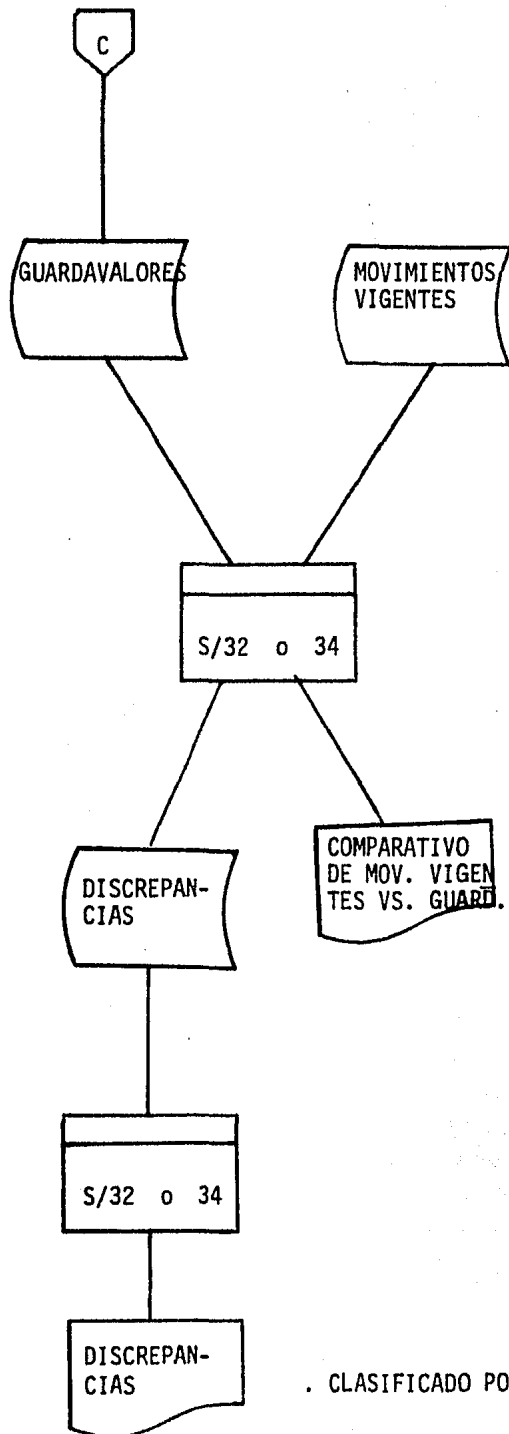 C
GUARDAVALORES
MOVIMIENTOS
VIGENTES
S/32 o 34
DISCREPAN-
CIAS
COMPARATIVO
DE MOV. VIGEN
TES VS. GUARD.
S/32 o 34
DISCREPAN-
CIAS
. CLASIFICADO PO